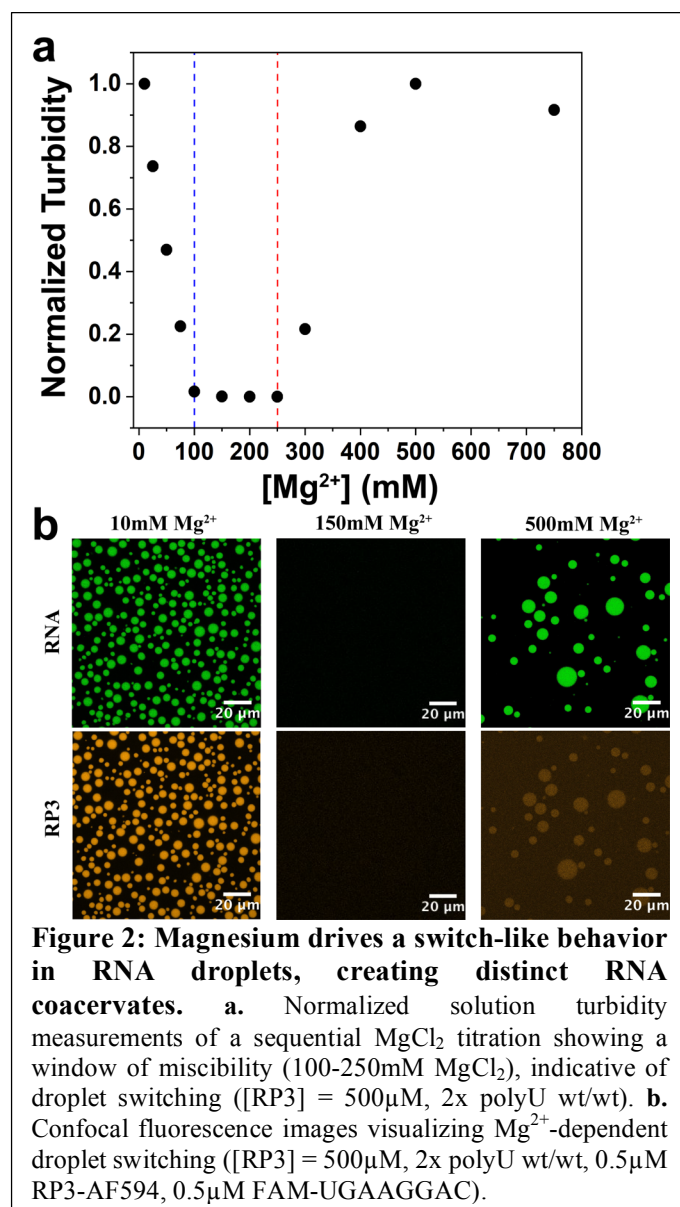 a
Normalized Turbidity
1.0
0.8
0.6
0.4
0.2
0.0
0 100 200 300 400 500 600 700 800
[Mg²⁺] (mM)
b
10mM Mg²⁺ 150mM Mg²⁺ 500mM Mg²⁺
RNA
20 µm 20 µm 20 µm
RP3
20 µm 20 µm 20 µm
Figure 2: Magnesium drives a switch-like behavior
in RNA droplets, creating distinct RNA
coacervates. a. Normalized solution turbidity
measurements of a sequential MgCl₂ titration showing a
window of miscibility (100-250mM MgCl₂), indicative of
droplet switching ([RP3] = 500µM, 2x polyU wt/wt). b.
Confocal fluorescence images visualizing Mg²⁺-dependent
droplet switching ([RP3] = 500µM, 2x polyU wt/wt, 0.5µM
RP3-AF594, 0.5µM FAM-UGAAGGAC).